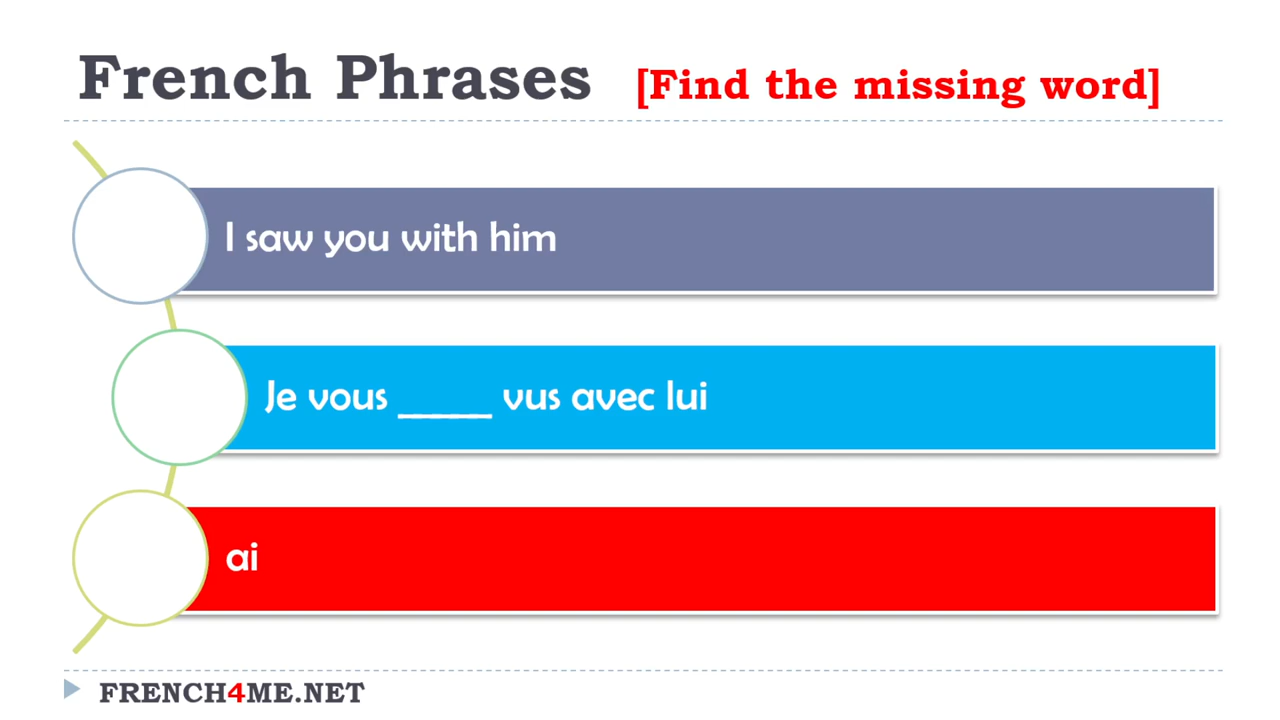 French Phrases [Find the missing word]
I saw you with him
Je vous _____ vus avec lui
ai
FRENCH4ME.NET